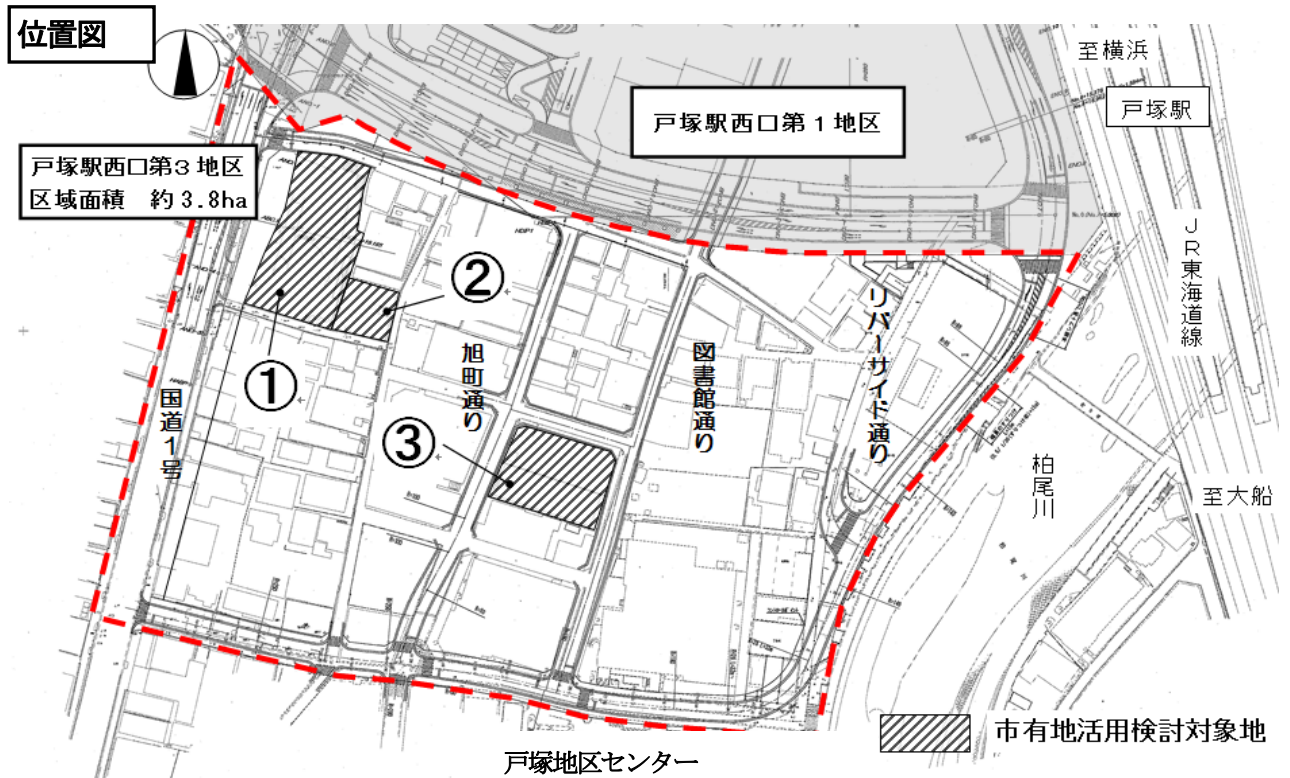 位置図
至横浜
戸塚駅
戸塚駅西口第1地区
戸塚駅西口第3地区
区域面積 約3.8ha
JR東海道線
②
①
③
旭町通り
図書館通り
リバーサイド通り
国道1号
柏尾川
至大船
市有地活用検討対象地
戸塚地区センター